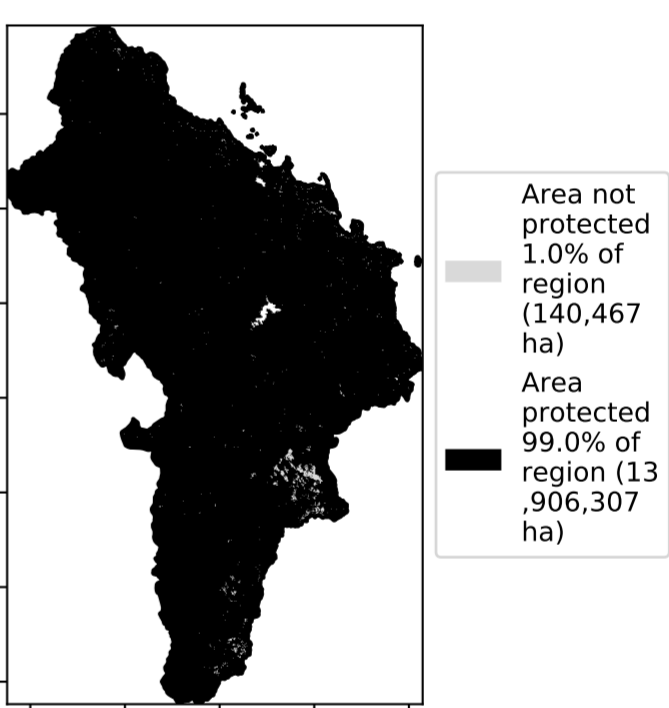 Area not
protected
1.0% of
region
(140,467
ha)
Area
protected
99.0% of
region (13
,906,307
ha)